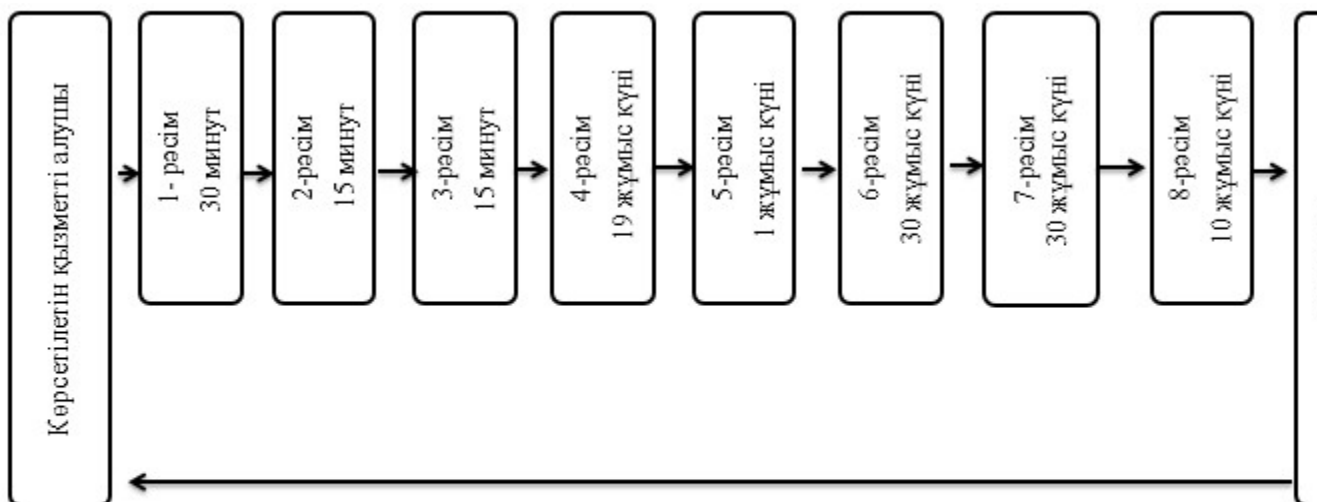 Көрсетілетін қызметті алушы
1- рәсім
30 минут
2-рәсім
15 минут
3-рәсім
15 минут
4-рәсім
19 жұмыс күні
5-рәсім
1 жұмыс күні
6-рәсім
30 жұмыс күні
7-рәсім
30 жұмыс күні
8-рәсім
10 жұмыс күні